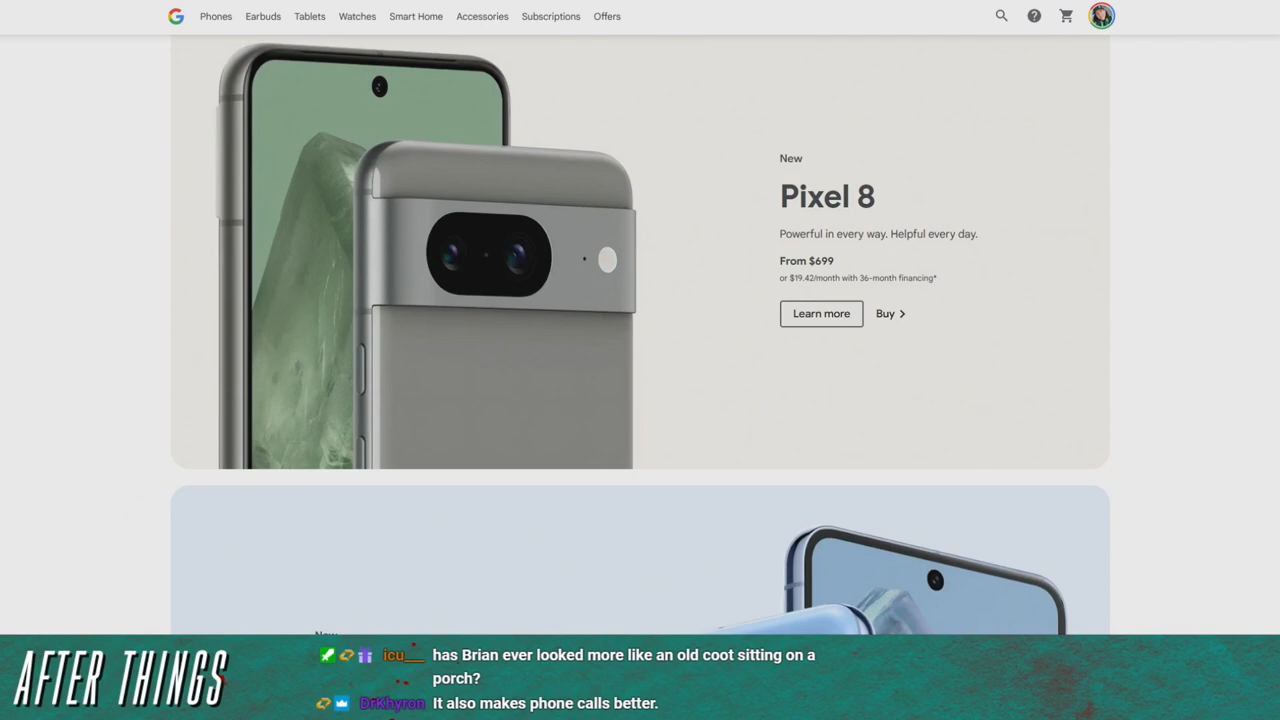 Phones Earbuds Tablets Watches Smart Home Accessories Subscriptions Offers
New
Pixel 8
Powerful in every way. Helpful every day.
From $699
or $19.42/month with 36-month financing*
Learn more Buy
New
AFTER THINGS
icu__ has Brian ever looked more like an old coot sitting on a
porch?
DrKhyron It also makes phone calls better.